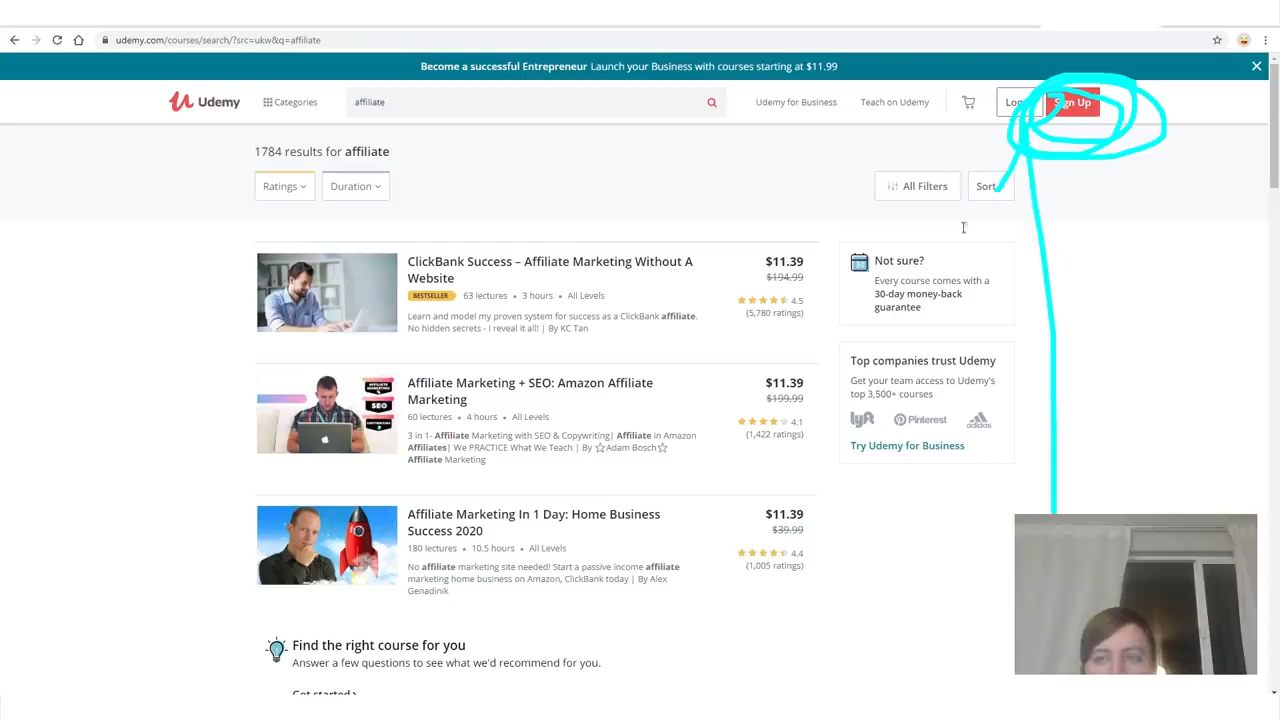 udemy.com/courses/search/?src=ukw&q=affiliate
Become a successful Entrepreneur Launch your Business with courses starting at $11.99
Udemy
Categories
affiliate
Udemy for Business
Teach on Udemy
Sign Up
1784 results for affiliate
Ratings
Duration
All Filters
Sort
ClickBank Success – Affiliate Marketing Without A
Website
BESTSELLER 63 lectures • 3 hours • All Levels
Learn and model my proven system for success as a ClickBank affiliate.
No hidden secrets - I reveal it all! | By KC Tan
$11.39
$194.99
4.5
(5,780 ratings)
Affiliate Marketing + SEO: Amazon Affiliate
Marketing
60 lectures • 4 hours • All Levels
3 in 1- Affiliate Marketing with SEO & Copywriting| Affiliate in Amazon
Affiliates| We PRACTICE What We Teach | By ☆Adam Bosch☆
Affiliate Marketing
$11.39
$199.99
4.1
(1,422 ratings)
SEO
Affiliate Marketing In 1 Day: Home Business
Success 2020
180 lectures • 10.5 hours • All Levels
No affiliate marketing site needed! Start a passive income affiliate
marketing home business on Amazon, ClickBank today | By Alex
Genadinik
$11.39
$39.99
4.4
(1,005 ratings)
Not sure?
Every course comes with a
30-day money-back
guarantee
30
Top companies trust Udemy
Get your team access to Udemy's
top 3,500+ courses
lyft
Pinterest
adidas
Try Udemy for Business
Find the right course for you
Answer a few questions to see what we'd recommend for you.
Get started